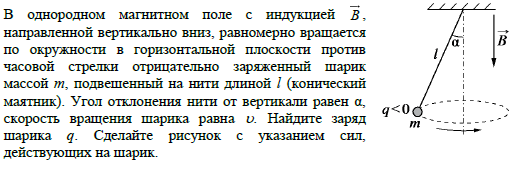 В однородном магнитном поле с индукцией B⃗,
направленной вертикально вниз, равномерно вращается
по окружности в горизонтальной плоскости против
часовой стрелки отрицательно заряженный шарик
массой m, подвешенный на нити длиной l (конический
маятник). Угол отклонения нити от вертикали равен α,
скорость вращения шарика равна υ. Найдите заряд
шарика q. Сделайте рисунок с указанием сил,
действующих на шарик.
α
B⃗
l
q<0
m